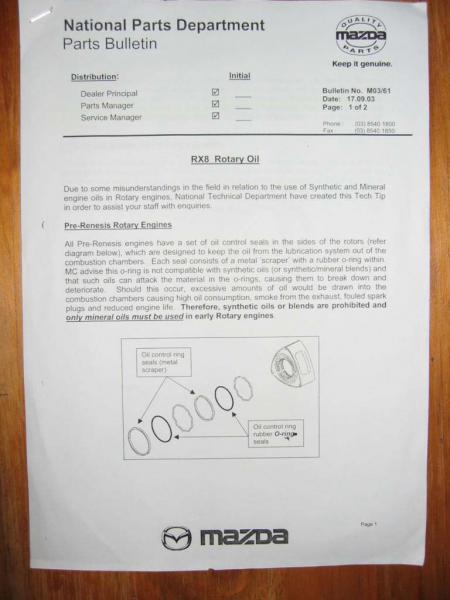 National Parts Department
Parts Bulletin
QUALITY
mazda
PARTS
Keep it genuine.
Distribution: Initial
Dealer Principal ☑ ___
Parts Manager ☑ ___
Service Manager ☑ ___
Bulletin No. M03/61
Date: 17.09.03
Page: 1 of 2
Phone : (03) 8540 1800
Fax : (03) 8540 1850
RX8 Rotary Oil
Due to some misunderstandings in the field in relation to the use of Synthetic and Mineral
engine oils in Rotary engines, National Technical Department have created this Tech Tip
in order to assist your staff with enquiries.
Pre-Renesis Rotary Engines
All Pre-Renesis engines have a set of oil control seals in the sides of the rotors (refer
diagram below), which are designed to keep the oil from the lubrication system out of the
combustion chambers. Each seal consists of a metal 'scraper' with a rubber o-ring within.
MC advise this o-ring is not compatible with synthetic oils (or synthetic/mineral blends) and
that such oils can attack the material in the o-rings, causing them to break down and
deteriorate. Should this occur, excessive amounts of oil would be drawn into the
combustion chambers causing high oil consumption, smoke from the exhaust, fouled spark
plugs and reduced engine life. Therefore, synthetic oils or blends are prohibited and
only mineral oils must be used in early Rotary engines.
Oil control ring
seals (metal
scraper)
Oil control ring
rubber O-ring
seals
Page 1
mazda